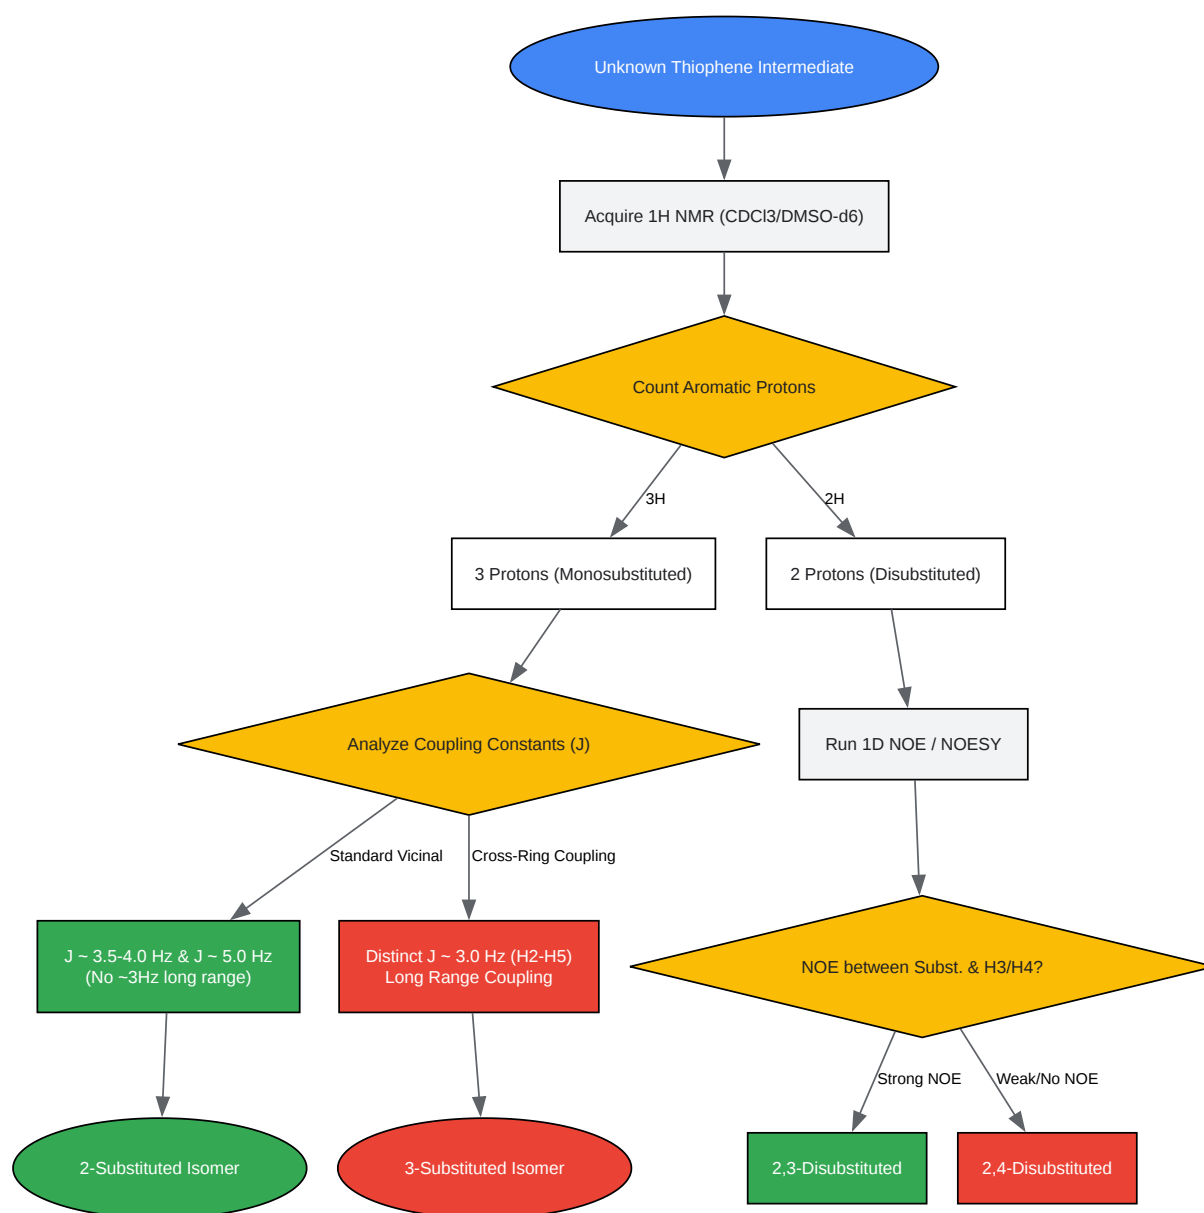 Unknown Thiophene Intermediate
Acquire 1H NMR (CDCl3/DMSO-d6)
Count Aromatic Protons
3H
2H
3 Protons (Monosubstituted)
2 Protons (Disubstituted)
Analyze Coupling Constants (J)
Run 1D NOE / NOESY
Standard Vicinal
Cross-Ring Coupling
J ~ 3.5-4.0 Hz & J ~ 5.0 Hz
(No ~3Hz long range)
Distinct J ~ 3.0 Hz (H2-H5)
Long Range Coupling
NOE between Subst. & H3/H4?
Strong NOE
Weak/No NOE
2-Substituted Isomer
3-Substituted Isomer
2,3-Disubstituted
2,4-Disubstituted